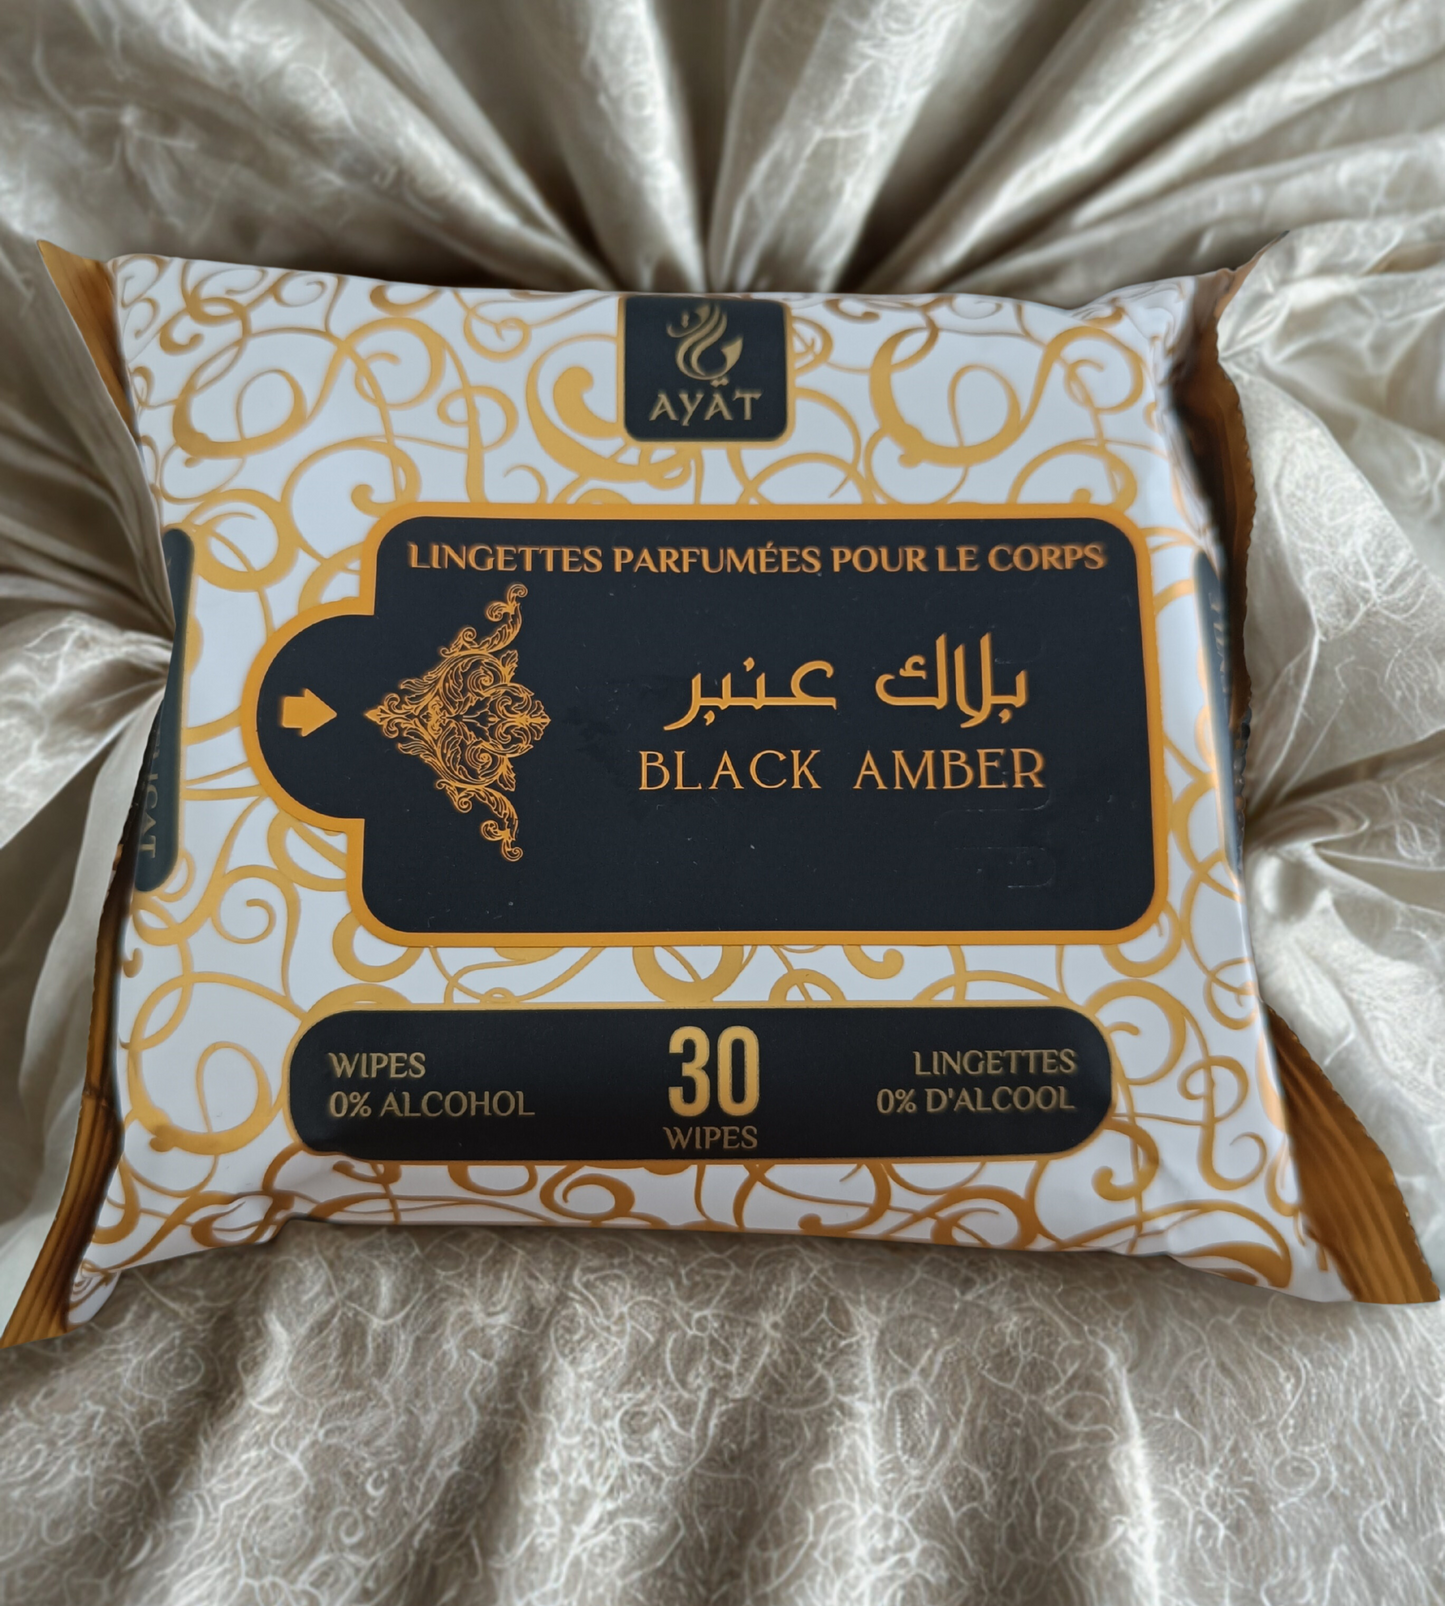 AYAT
LINGETTES PARFUMÉES POUR LE CORPS
بلاك عنبر
BLACK AMBER
WIPES
0% ALCOHOL
30
WIPES
LINGETTES
0% D'ALCOOL